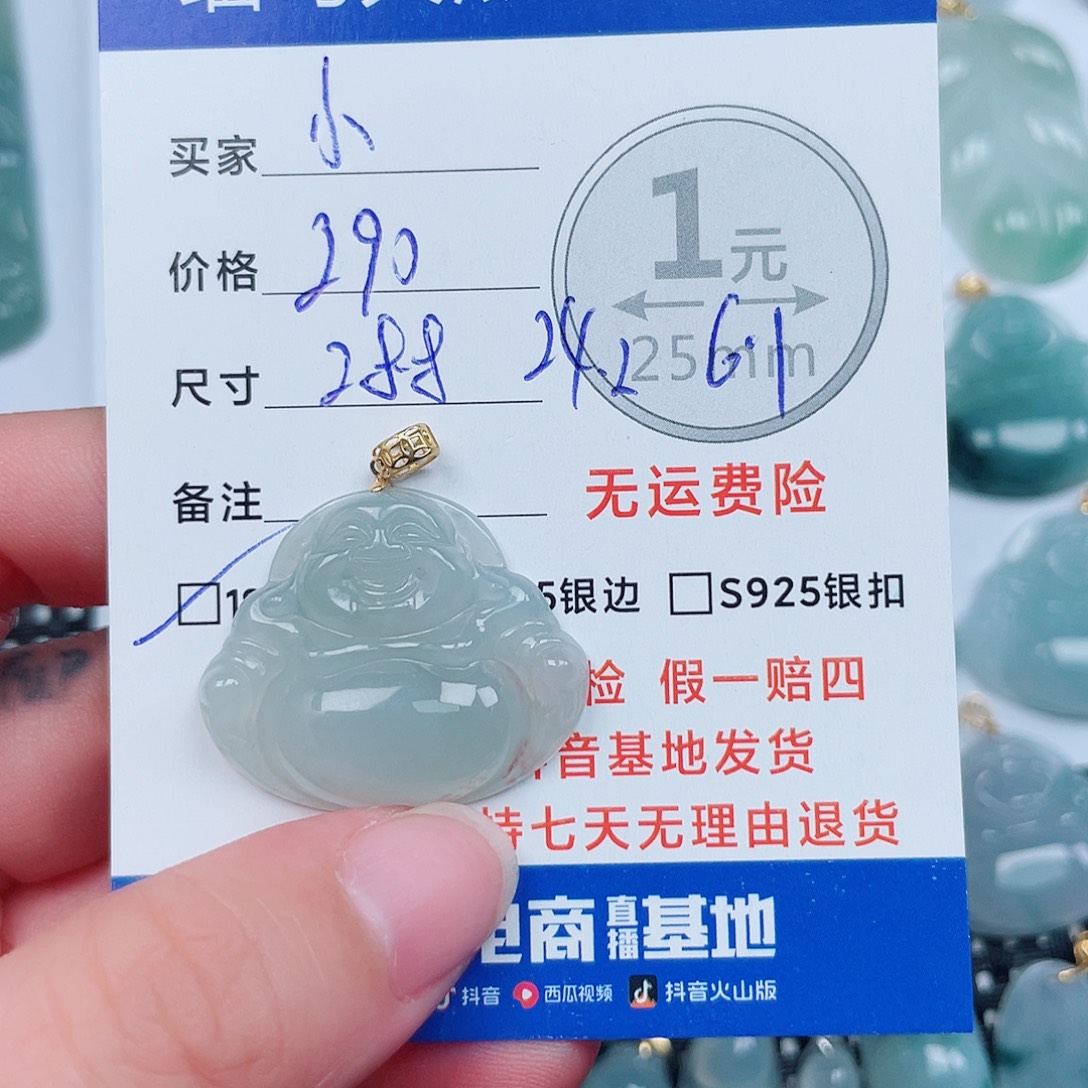 买家 小
1元
价格 290
25mm
尺寸 288 24.2 6.1
备注
无运费险
银边 □S925银扣
检 假一赔四
音基地发货
持七天无理由退货
电商直播基地
抖音 西瓜视频 抖音火山版